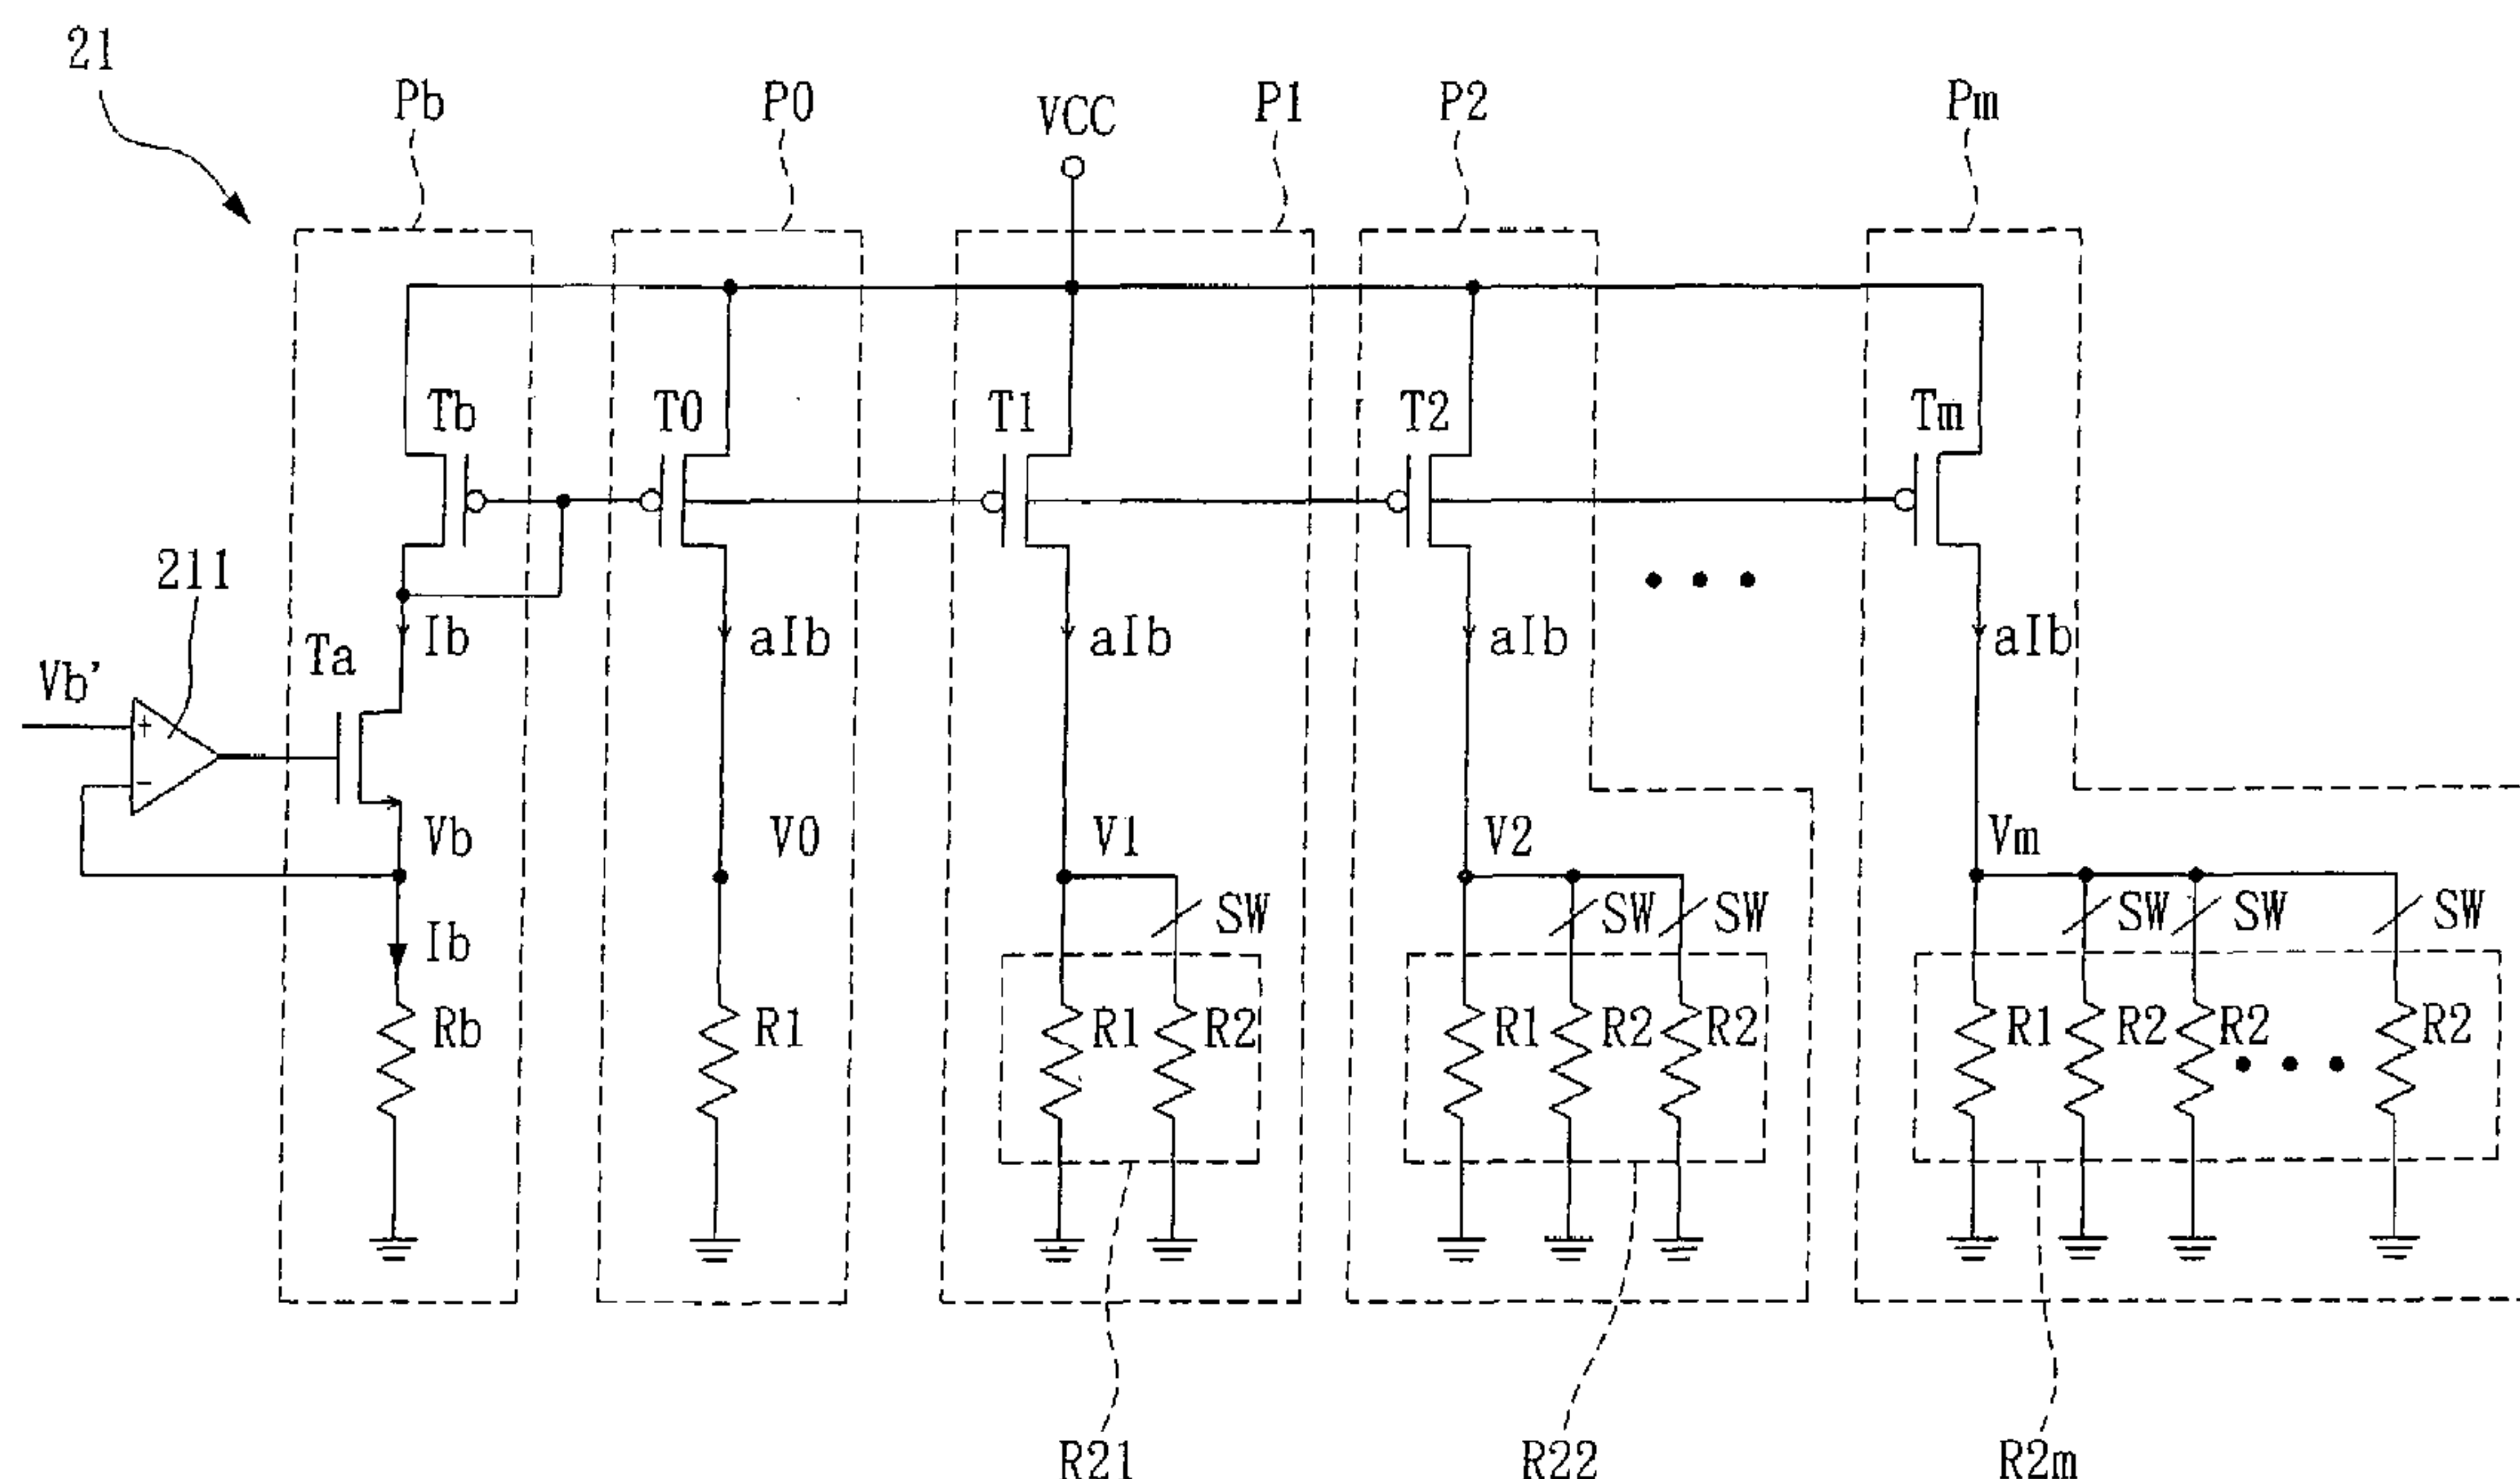 21
Pb P0 VCC P1 P2 Pm
Tb T0 T1 T2 Tm
211
Ib aIb aIb aIb aIb
Ta
Vb'
+
-
Vb V0 V1 V2 Vm
SW SW SW SW SW SW
Ib
Rb R1 R1 R2 R1 R2 R2 R1 R2 R2 R2
R21 R22 R2m